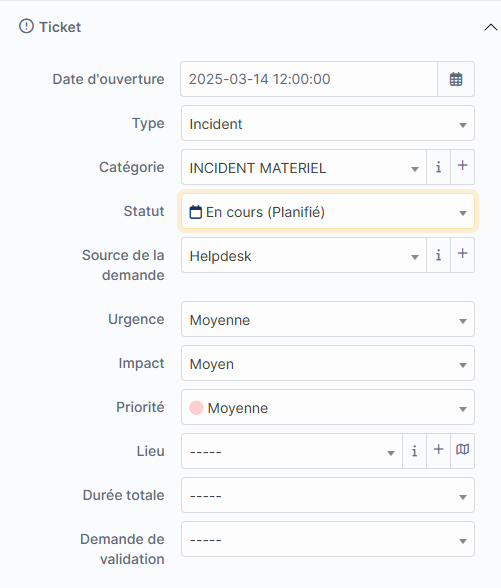 Ticket
Date d'ouverture 2025-03-14 12:00:00
Type Incident
Catégorie INCIDENT MATERIEL i +
Statut En cours (Planifié)
Source de la Helpdesk i +
demande
Urgence Moyenne
Impact Moyen
Priorité Moyenne
Lieu ----- i +
Durée totale -----
Demande de -----
validation